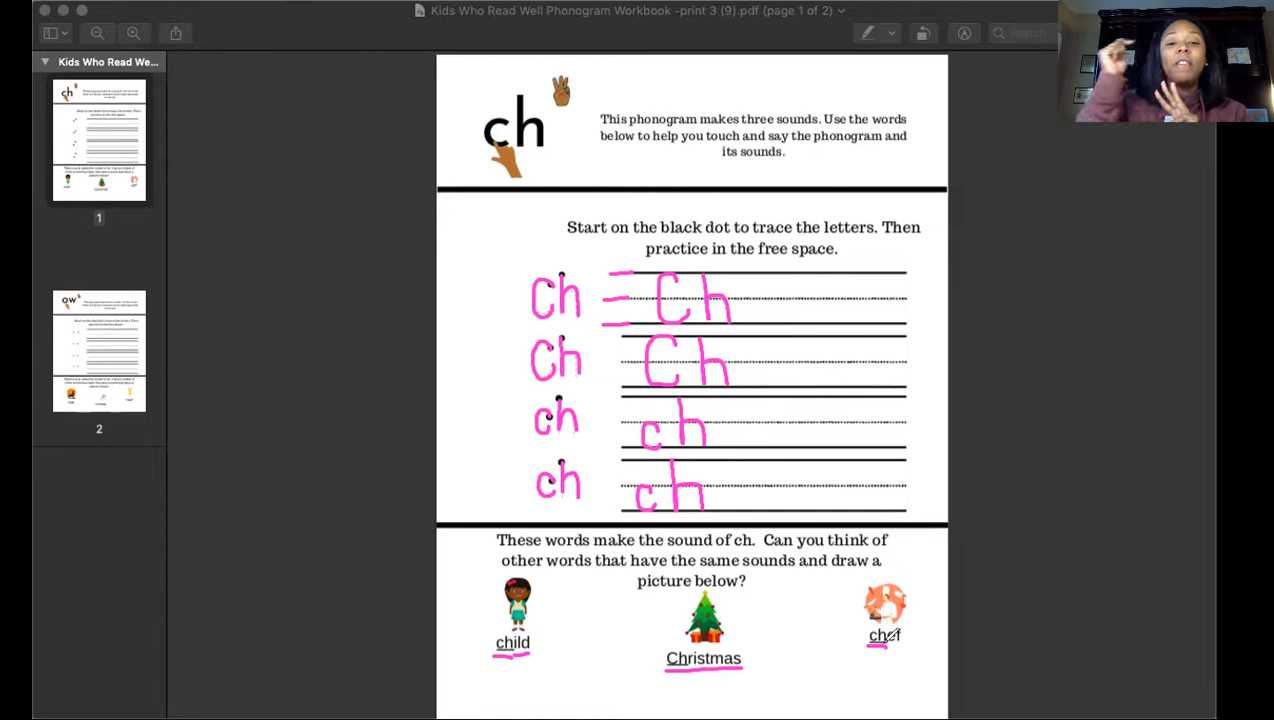 Kids Who Read Well Phonogram Workbook -print 3 (9).pdf (page 1 of 2)
Search
Kids Who Read We...
1
ow
2
ch
This phonogram makes three sounds. Use the words
below to help you touch and say the phonogram and
its sounds.
Start on the black dot to trace the letters. Then
practice in the free space.
Ch Ch
Ch Ch
ch ch
ch ch
These words make the sound of ch. Can you think of
other words that have the same sounds and draw a
picture below?
child
Christmas
chef